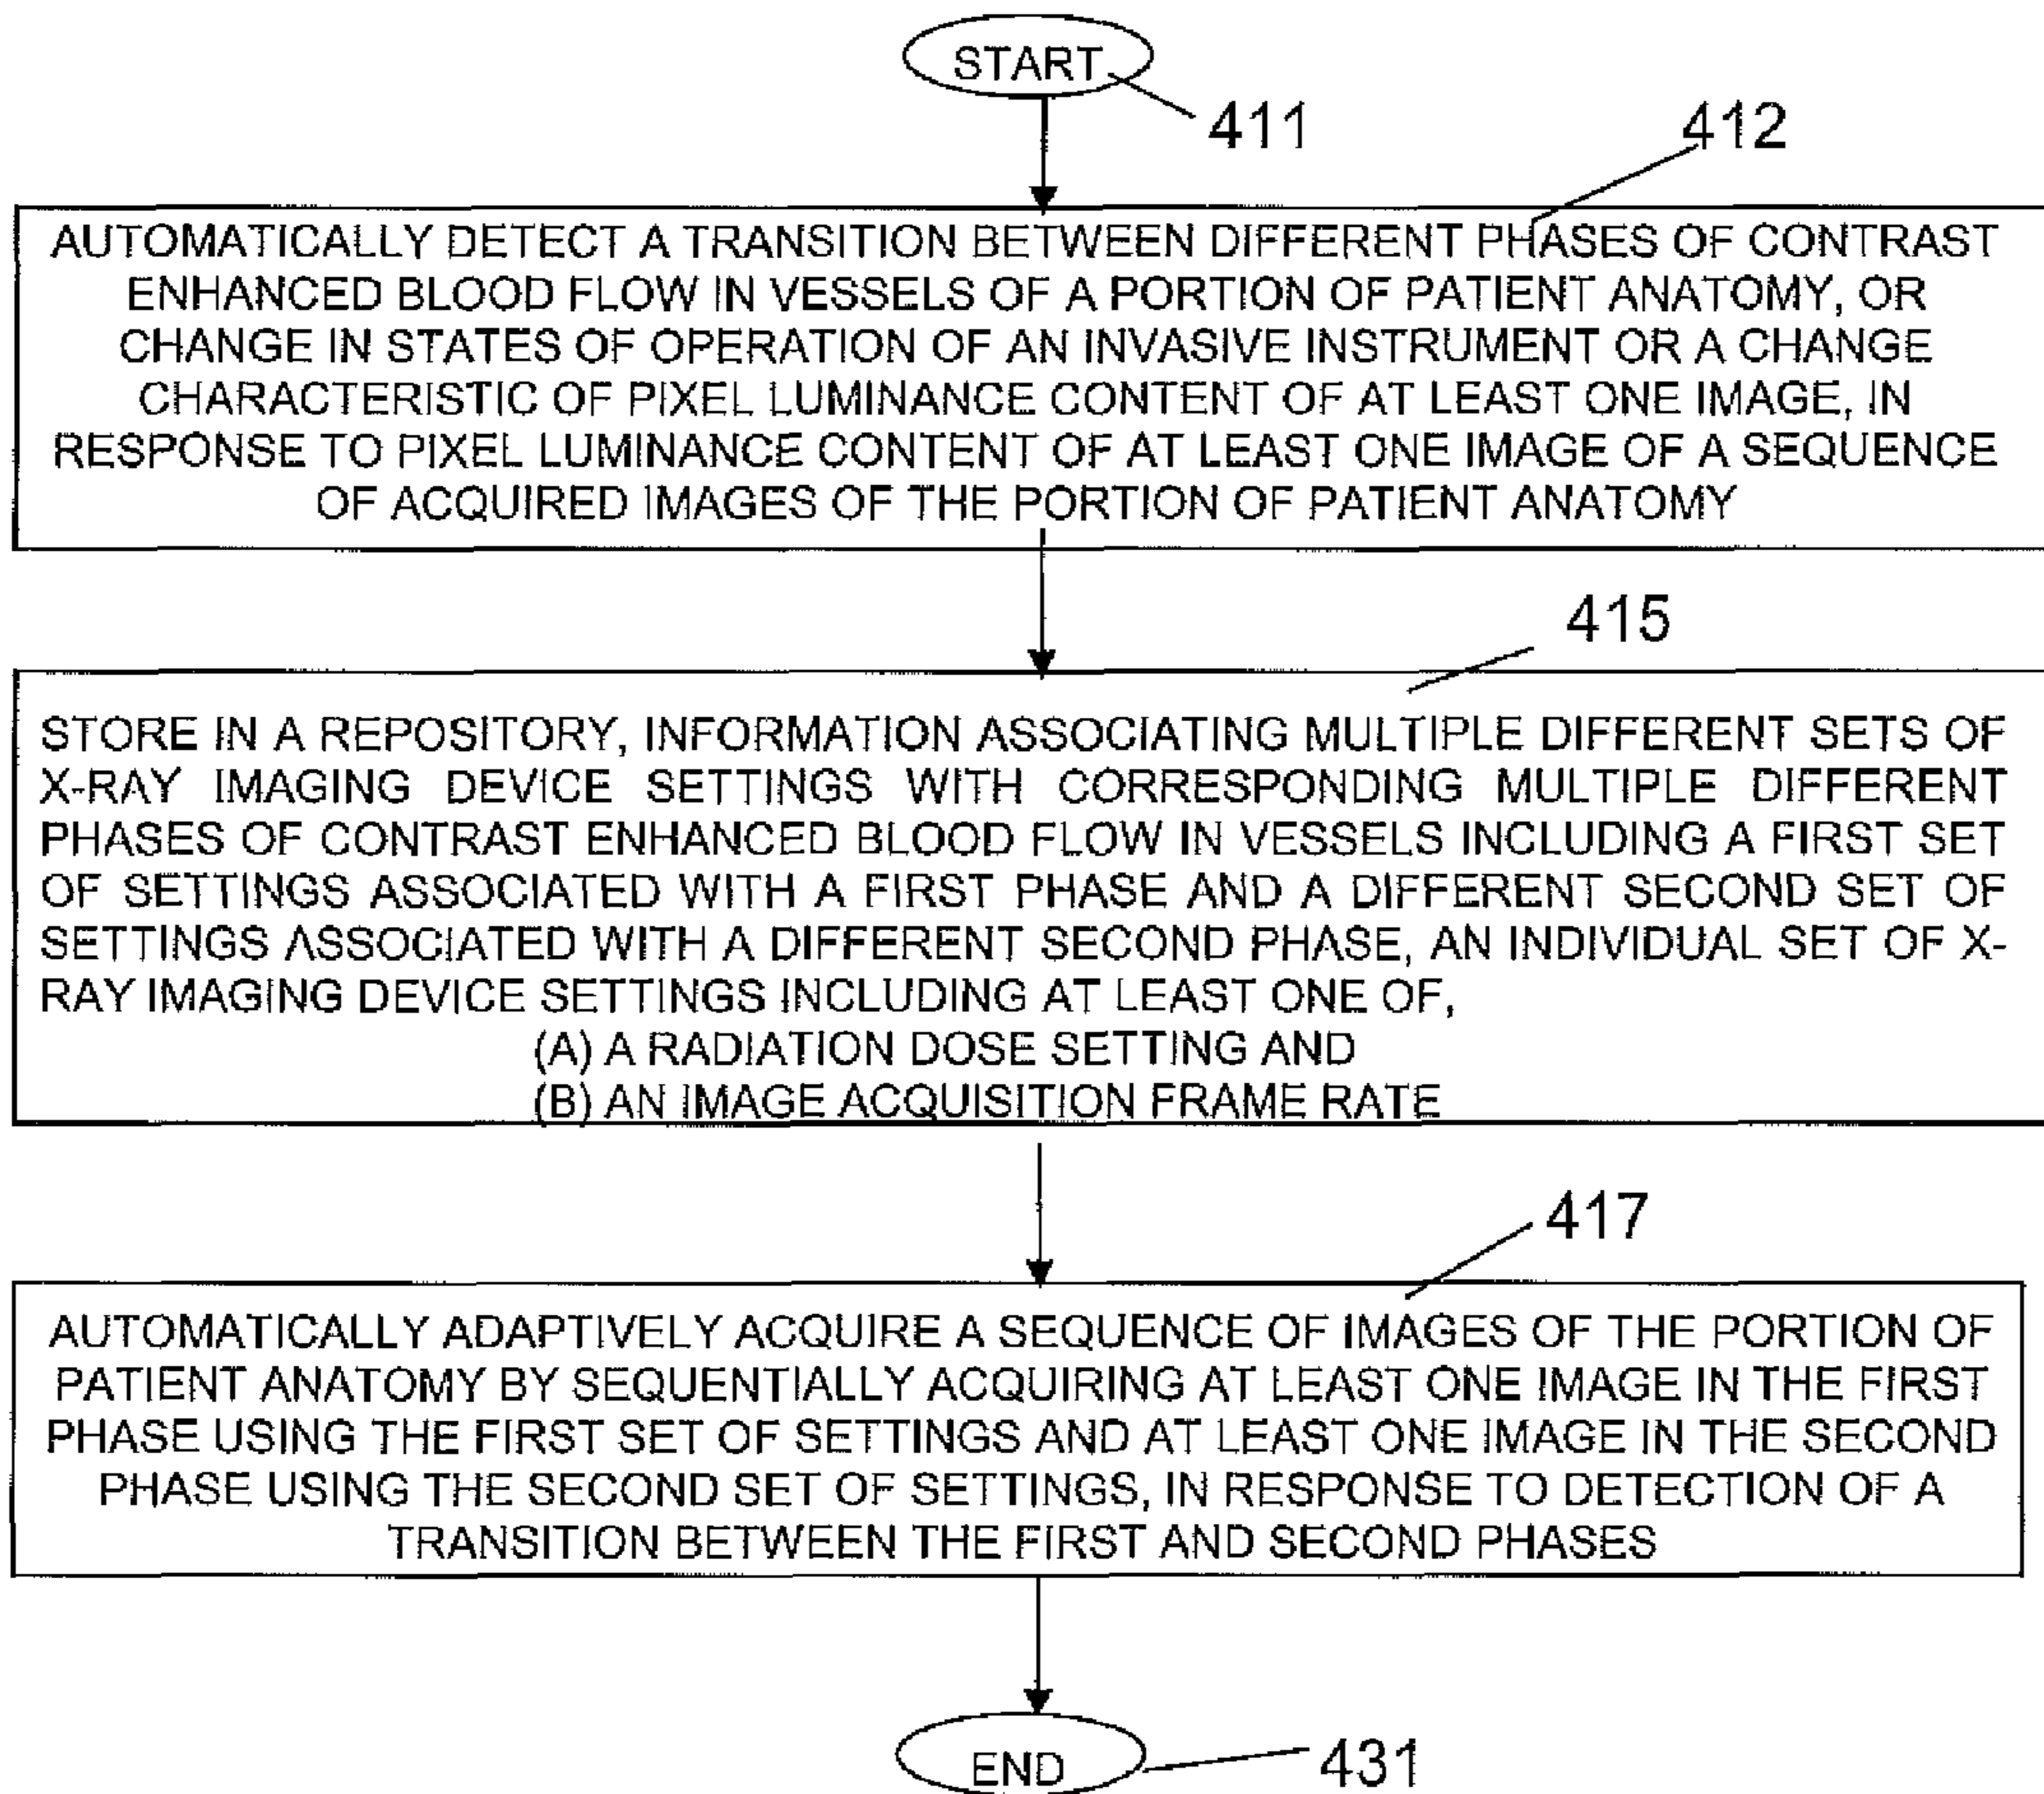 START
411
412
AUTOMATICALLY DETECT A TRANSITION BETWEEN DIFFERENT PHASES OF CONTRAST
ENHANCED BLOOD FLOW IN VESSELS OF A PORTION OF PATIENT ANATOMY, OR
CHANGE IN STATES OF OPERATION OF AN INVASIVE INSTRUMENT OR A CHANGE
CHARACTERISTIC OF PIXEL LUMINANCE CONTENT OF AT LEAST ONE IMAGE, IN
RESPONSE TO PIXEL LUMINANCE CONTENT OF AT LEAST ONE IMAGE OF A SEQUENCE
OF ACQUIRED IMAGES OF THE PORTION OF PATIENT ANATOMY
415
STORE IN A REPOSITORY, INFORMATION ASSOCIATING MULTIPLE DIFFERENT SETS OF
X-RAY IMAGING DEVICE SETTINGS WITH CORRESPONDING MULTIPLE DIFFERENT
PHASES OF CONTRAST ENHANCED BLOOD FLOW IN VESSELS INCLUDING A FIRST SET
OF SETTINGS ASSOCIATED WITH A FIRST PHASE AND A DIFFERENT SECOND SET OF
SETTINGS ASSOCIATED WITH A DIFFERENT SECOND PHASE, AN INDIVIDUAL SET OF X-
RAY IMAGING DEVICE SETTINGS INCLUDING AT LEAST ONE OF,
(A) A RADIATION DOSE SETTING AND
(B) AN IMAGE ACQUISITION FRAME RATE
417
AUTOMATICALLY ADAPTIVELY ACQUIRE A SEQUENCE OF IMAGES OF THE PORTION OF
PATIENT ANATOMY BY SEQUENTIALLY ACQUIRING AT LEAST ONE IMAGE IN THE FIRST
PHASE USING THE FIRST SET OF SETTINGS AND AT LEAST ONE IMAGE IN THE SECOND
PHASE USING THE SECOND SET OF SETTINGS, IN RESPONSE TO DETECTION OF A
TRANSITION BETWEEN THE FIRST AND SECOND PHASES
END
431